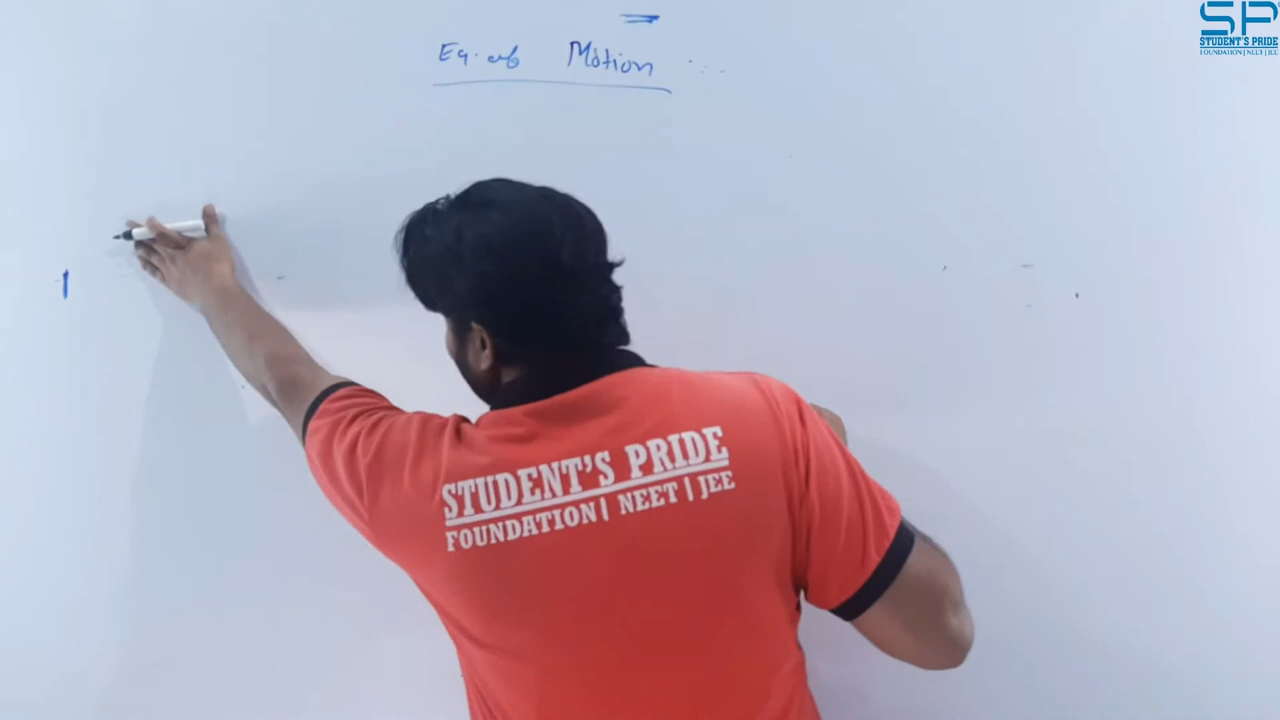 SP
STUDENT'S PRIDE
FOUNDATION | NEET | JEE
Eq. of Motion
STUDENT'S PRIDE
FOUNDATION | NEET | JEE